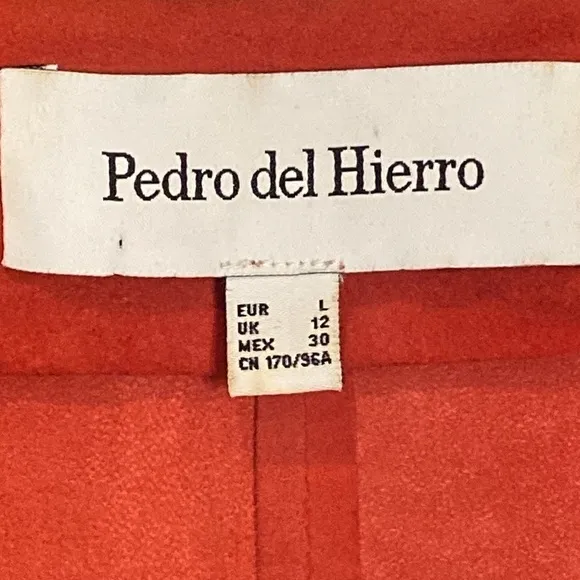 Pedro del Hierro
EUR L
UK 12
MEX 30
CN 170/96A